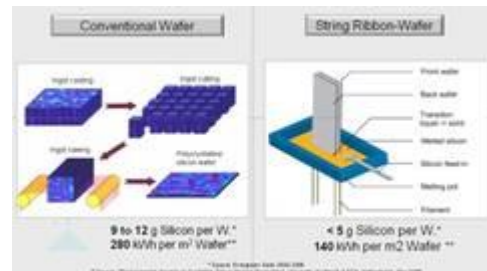 Conventional Wafer
Ingot casting
Ingot cutting
Ingot sawing
Polycrystalline
silicon wafer
9 to 12 g Silicon per W.*
280 kWh per m² Wafer**
String Ribbon-Wafer
Front wafer
Back wafer
Transition
liquid -> solid
Melted silicon
Silicon feed-in
Melting pot
Filament
< 5 g Silicon per W.*
140 kWh per m2 Wafer **